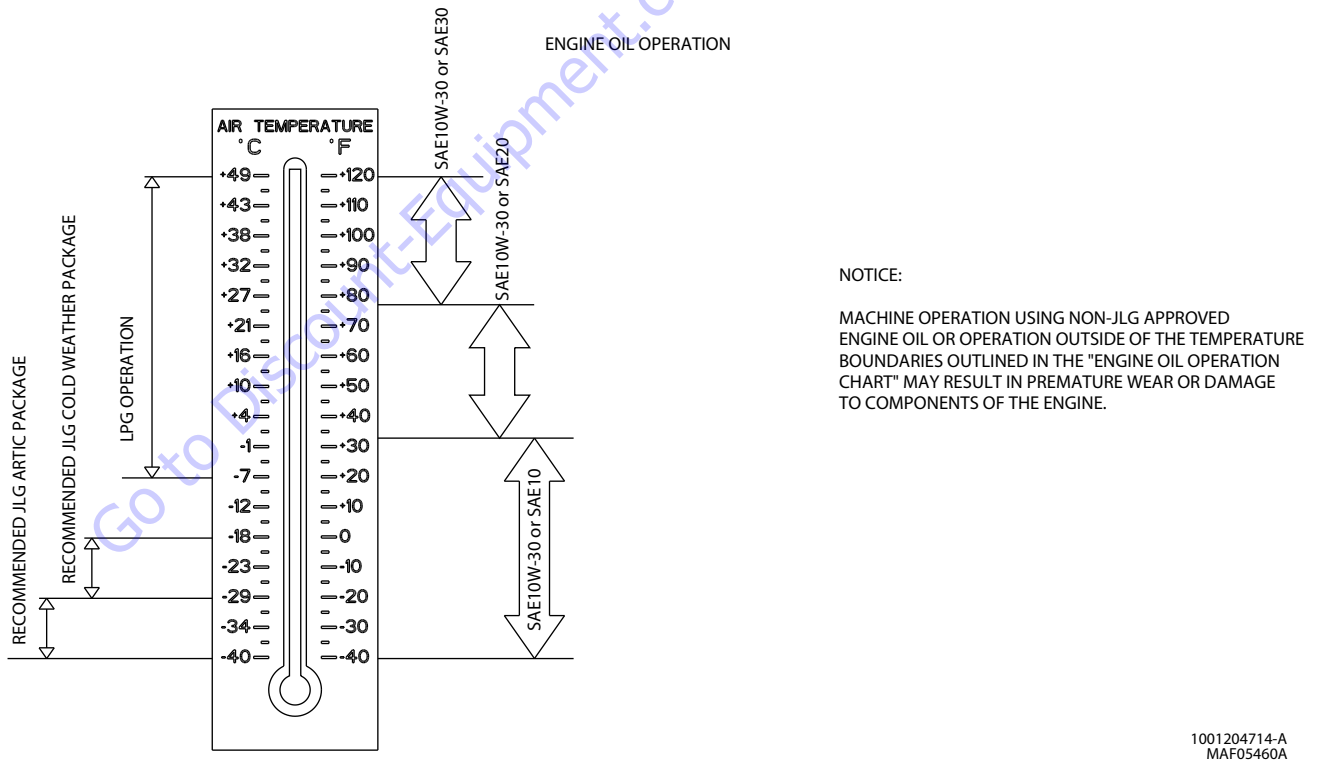 ENGINE OIL OPERATION
SAE10W-30 or SAE30
SAE10W-30 or SAE20
SAE10W-30 or SAE10
AIR TEMPERATURE
°C °F
+49 +120
+43 +110
+38 +100
+32 +90
+27 +80
+21 +70
+16 +60
+10 +50
+4 +40
-1 +30
-7 +20
-12 +10
-18 0
-23 -10
-29 -20
-34 -30
-40 -40
LPG OPERATION
RECOMMENDED JLG COLD WEATHER PACKAGE
RECOMMENDED JLG ARTIC PACKAGE
NOTICE:
MACHINE OPERATION USING NON-JLG APPROVED
ENGINE OIL OR OPERATION OUTSIDE OF THE TEMPERATURE
BOUNDARIES OUTLINED IN THE "ENGINE OIL OPERATION
CHART" MAY RESULT IN PREMATURE WEAR OR DAMAGE
TO COMPONENTS OF THE ENGINE.
1001204714-A
MAF05460A
Go to Discount-Equipment.c